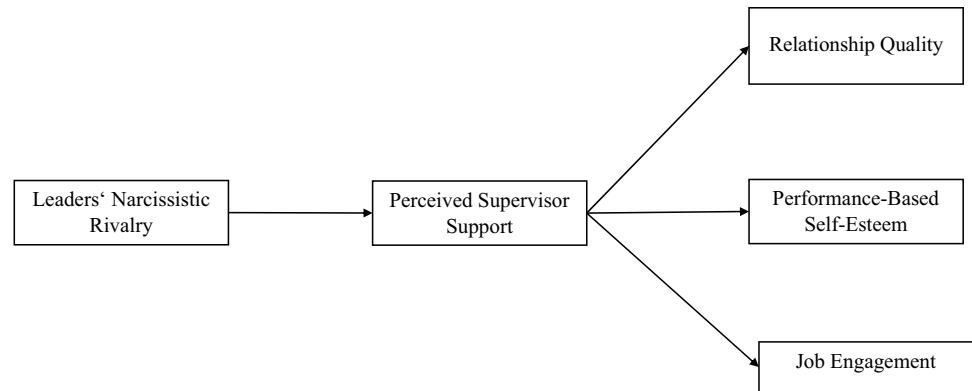 Relationship Quality
Leaders‘ Narcissistic
Rivalry
Perceived Supervisor
Support
Performance-Based
Self-Esteem
Job Engagement